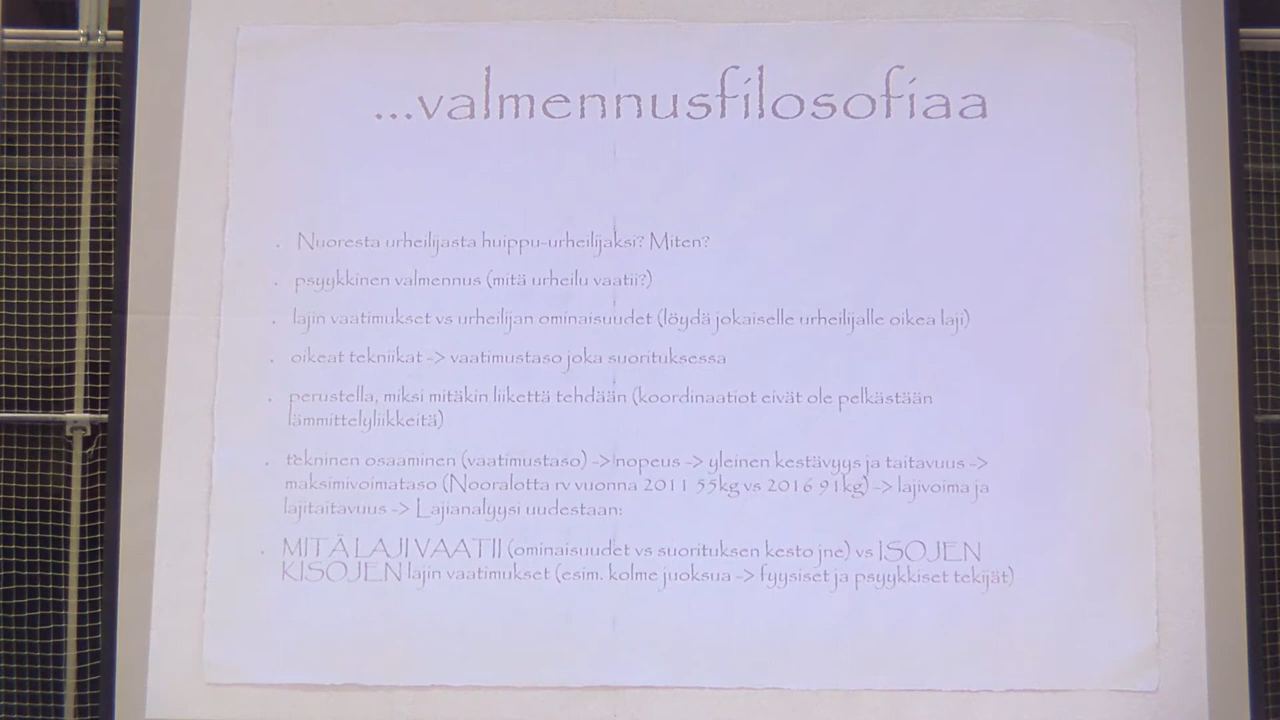 ...valmennusfilosofiaa
. Nuoresta urheilijasta huippu-urheilijaksi? Miten?
. psyykkinen valmennus (mitä urheilu vaatii?)
. lajin vaatimukset vs urheilijan ominaisuudet (löydä jokaiselle urheilijalle oikea laji)
. oikeat tekniikat -> vaatimustaso joka suorituksessa
. perustella, miksi mitäkin liikettä tehdään (koordinaatiot eivät ole pelkästään
lämmittelyliikkeitä)
. tekninen osaaminen (vaatimustaso) -> nopeus -> yleinen kestävyys ja taitavuus ->
maksimivoimataso (Nooralotta rv vuonna 2011 55kg vs 2016 91kg) -> lajivoima ja
lajitaitavuus -> Lajianalyysi uudestaan:
. MITÄ LAJI VAATII (ominaisuudet vs suorituksen kesto jne) vs ISOJEN
KISOJEN lajin vaatimukset (esim. kolme juoksua -> fyysiset ja psyykkiset tekijät)